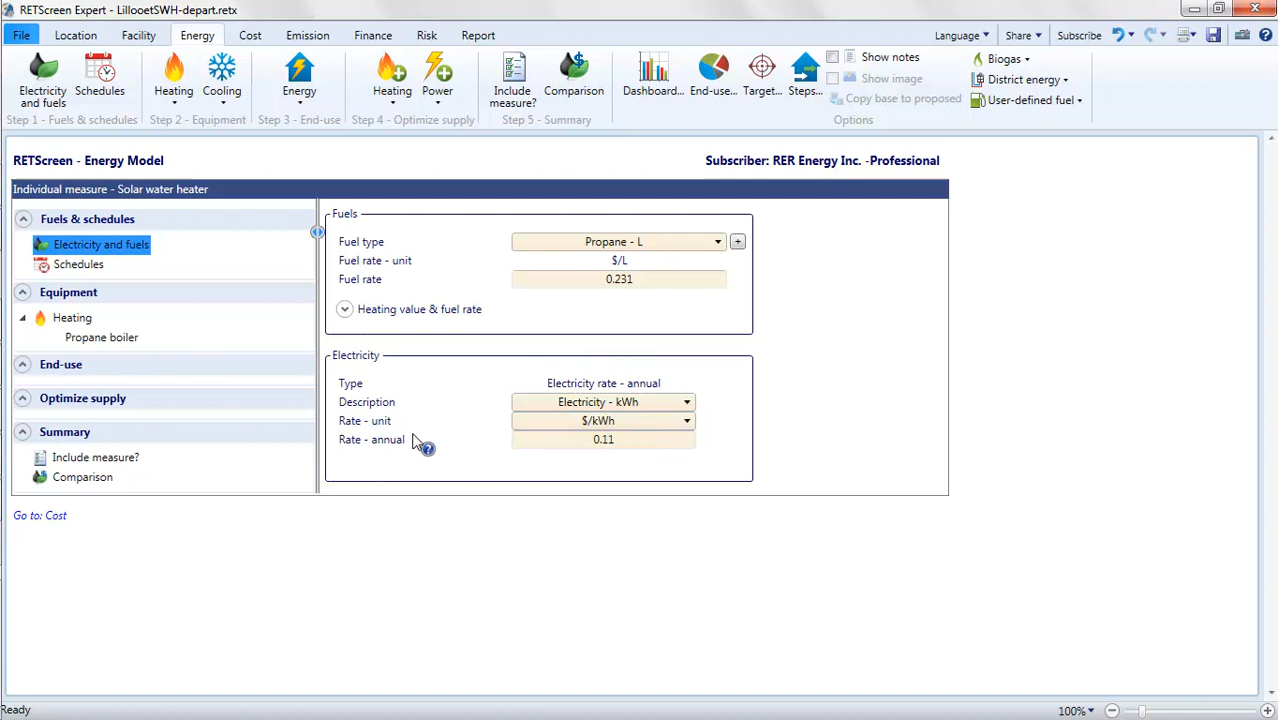 RETScreen Expert - LillooetSWH-depart.retx
File Location Facility Energy Cost Emission Finance Risk Report Language Share Subscribe
Electricity and fuels Schedules Heating Cooling Energy Heating Power Include measure? Comparison Dashboard... End-use... Target... Steps... Show notes Biogas
Show image District energy
Copy base to proposed User-defined fuel
Step 1 - Fuels & schedules Step 2 - Equipment Step 3 - End-use Step 4 - Optimize supply Step 5 - Summary Options
RETScreen - Energy Model Subscriber: RER Energy Inc. -Professional
Individual measure - Solar water heater
Fuels & schedules
Electricity and fuels
Schedules
Equipment
Heating
Propane boiler
End-use
Optimize supply
Summary
Include measure?
Comparison
Fuels
Fuel type Propane - L +
Fuel rate - unit $/L
Fuel rate 0.231
Heating value & fuel rate
Electricity
Type Electricity rate - annual
Description Electricity - kWh
Rate - unit $/kWh
Rate - annual 0.11
Go to: Cost
Ready 100%